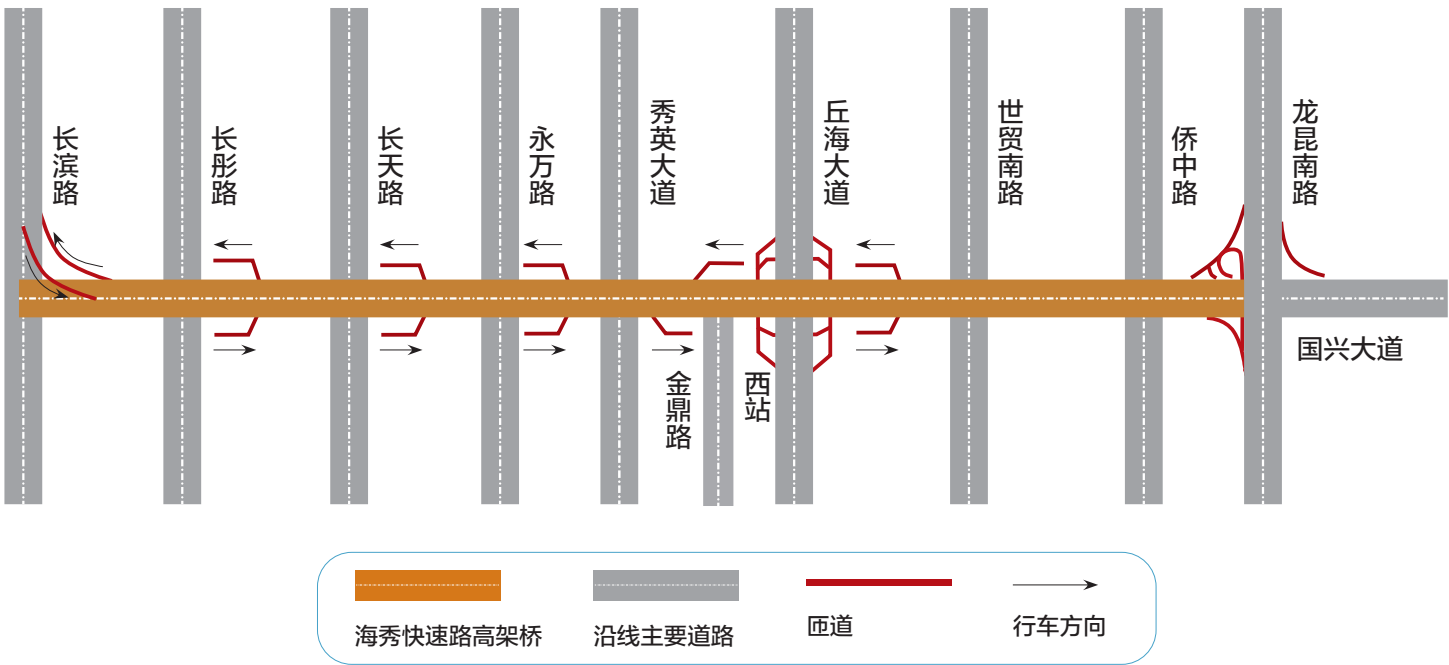 长滨路
长彤路
长天路
永万路
秀英大道
丘海大道
世贸南路
侨中路
龙昆南路
国兴大道
金鼎路
西站
海秀快速路高架桥
沿线主要道路
匝道
行车方向